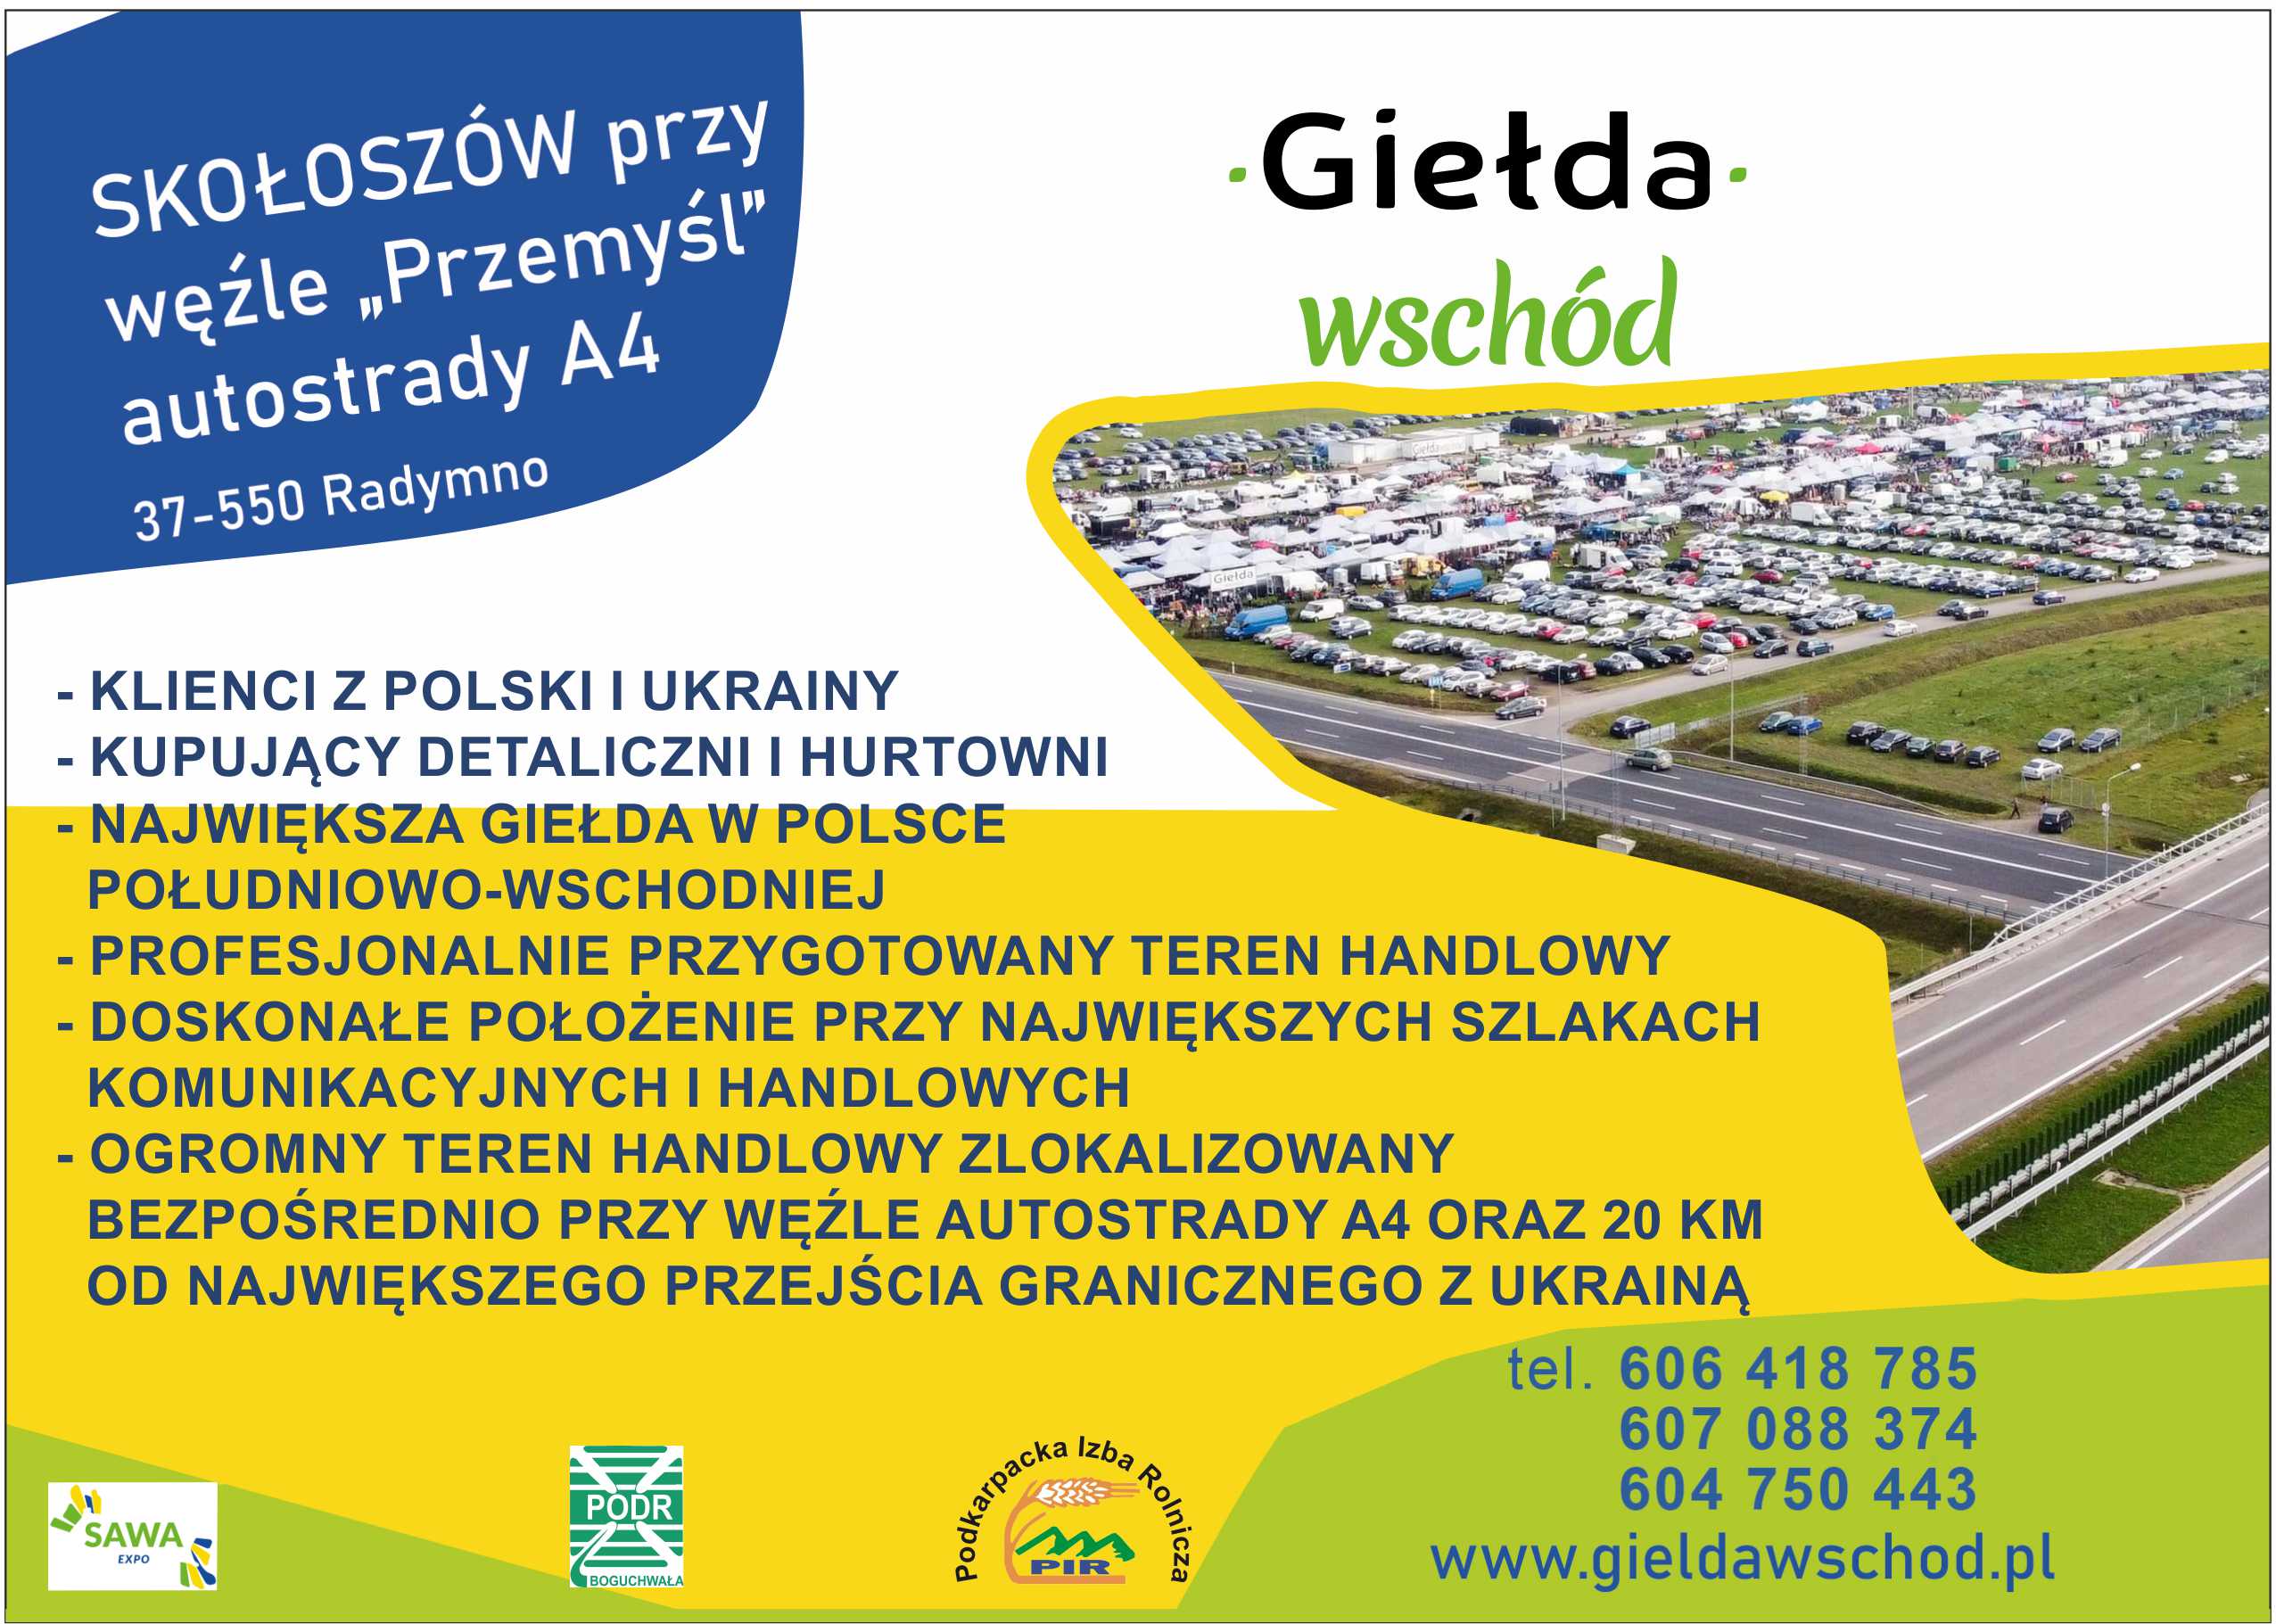 SKOŁOSZÓW przy
węźle „Przemyśl”
autostrady A4
37-550 Radymno
·Giełda·
wschód
Giełda
Giełda
- KLIENCI Z POLSKI I UKRAINY
- KUPUJĄCY DETALICZNI I HURTOWNI
- NAJWIĘKSZA GIEŁDA W POLSCE
POŁUDNIOWO-WSCHODNIEJ
- PROFESJONALNIE PRZYGOTOWANY TEREN HANDLOWY
- DOSKONAŁE POŁOŻENIE PRZY NAJWIĘKSZYCH SZLAKACH
KOMUNIKACYJNYCH I HANDLOWYCH
- OGROMNY TEREN HANDLOWY ZLOKALIZOWANY
BEZPOŚREDNIO PRZY WĘŹLE AUTOSTRADY A4 ORAZ 20 KM
OD NAJWIĘKSZEGO PRZEJŚCIA GRANICZNEGO Z UKRAINĄ
tel. 606 418 785
607 088 374
604 750 443
www.gieldawschod.pl
SAWA
EXPO
PODR
BOGUCHWAŁA
Podkarpacka Izba Rolnicza
PIR